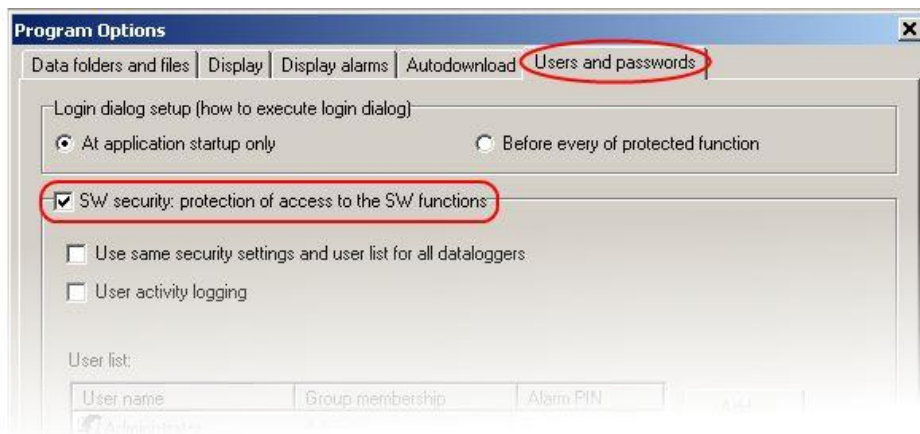 Program Options
Data folders and files Display Display alarms Autodownload Users and passwords
Login dialog setup (how to execute login dialog)
At application startup only Before every of protected function
SW security: protection of access to the SW functions
Use same security settings and user list for all dataloggers
User activity logging
User list:
User name Group membership Alarm PIN Add
Administrator